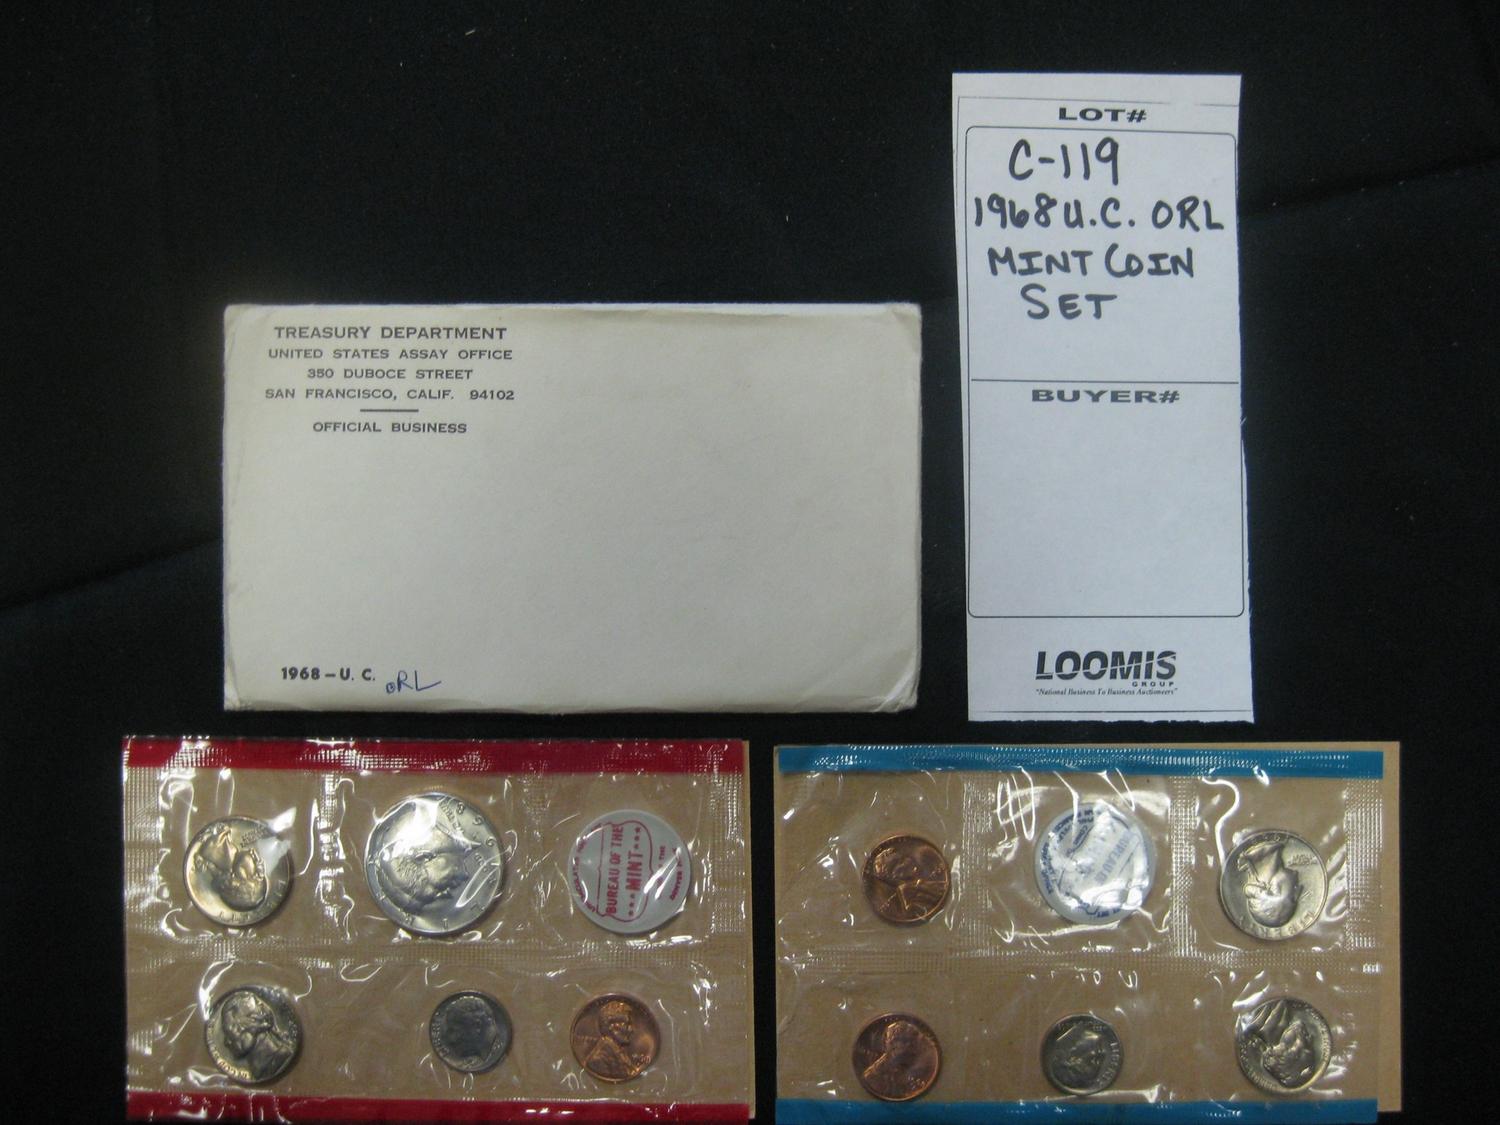 LOT#
C-119
1968 U.C. ORL
MINT COIN
SET
BUYER#
LOOMIS
GROUP
"National Business To Business Auctioneers"
TREASURY DEPARTMENT
UNITED STATES ASSAY OFFICE
350 DUBOCE STREET
SAN FRANCISCO, CALIF. 94102
OFFICIAL BUSINESS
1968 – U. C. ORL
BUREAU OF THE
MINT